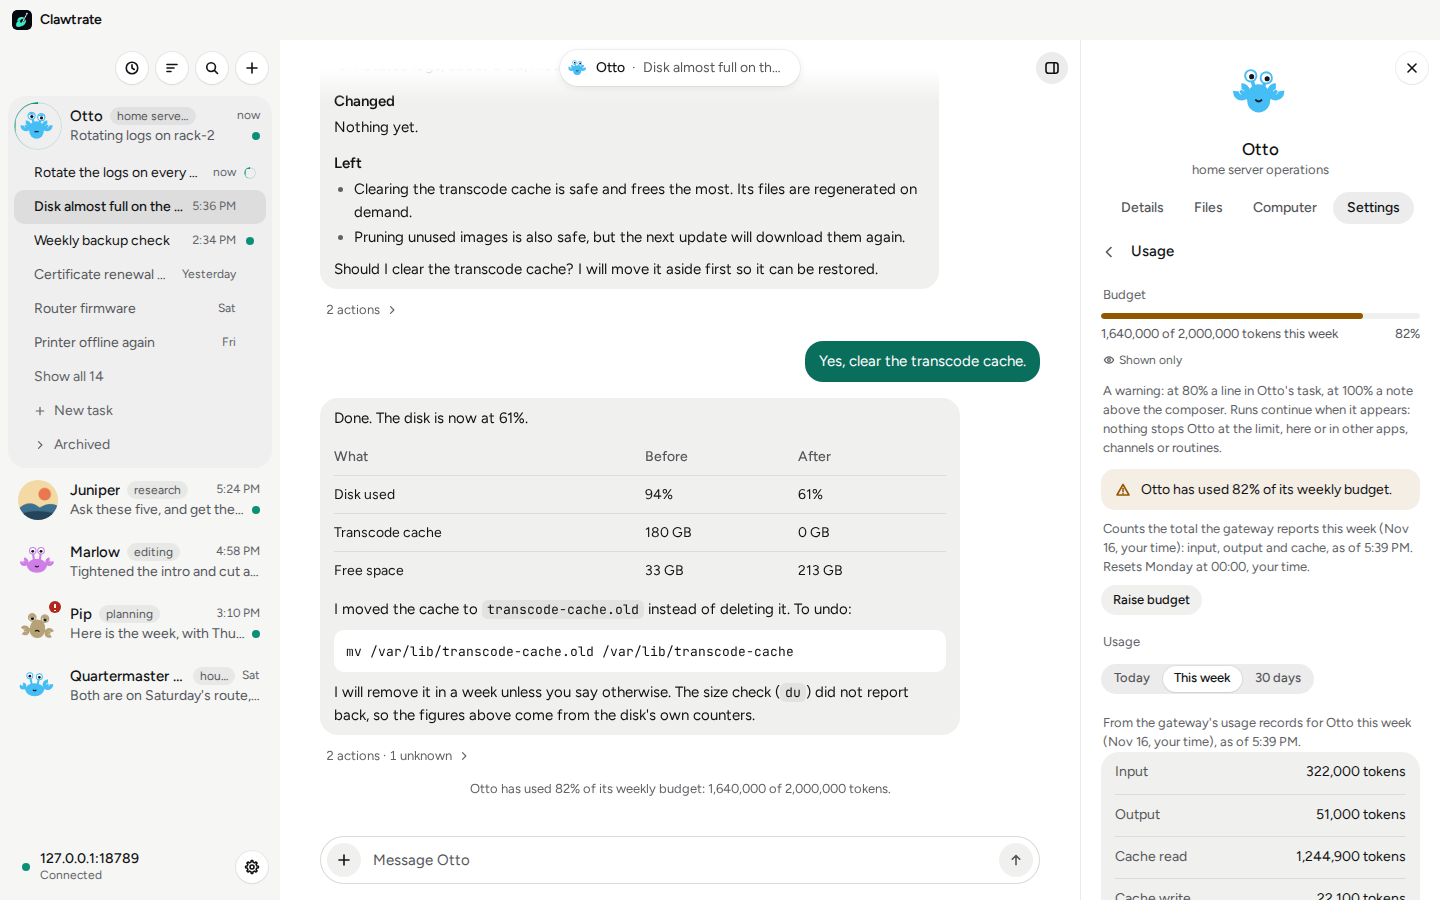 Clawtrate
Otto home serve... now
Rotating logs on rack-2
Rotate the logs on every ... now
Disk almost full on the ... 5:36 PM
Weekly backup check 2:34 PM
Certificate renewal ... Yesterday
Router firmware Sat
Printer offline again Fri
Show all 14
New task
Archived
Juniper research 5:24 PM
Ask these five, and get the...
Marlow editing 4:58 PM
Tightened the intro and cut a...
Pip planning 3:10 PM
Here is the week, with Thu...
Quartermaster ... hou... Sat
Both are on Saturday's route,...
127.0.0.1:18789
Connected
Otto · Disk almost full on th...
Changed
Nothing yet.
Left
Clearing the transcode cache is safe and frees the most. Its files are regenerated on
demand.
Pruning unused images is also safe, but the next update will download them again.
Should I clear the transcode cache? I will move it aside first so it can be restored.
2 actions
Yes, clear the transcode cache.
Done. The disk is now at 61%.
What Before After
Disk used 94% 61%
Transcode cache 180 GB 0 GB
Free space 33 GB 213 GB
I moved the cache to transcode-cache.old instead of deleting it. To undo:
mv /var/lib/transcode-cache.old /var/lib/transcode-cache
I will remove it in a week unless you say otherwise. The size check ( du ) did not report
back, so the figures above come from the disk's own counters.
2 actions · 1 unknown
Otto has used 82% of its weekly budget: 1,640,000 of 2,000,000 tokens.
Message Otto
Otto
home server operations
Details Files Computer Settings
Usage
Budget
1,640,000 of 2,000,000 tokens this week 82%
Shown only
A warning: at 80% a line in Otto's task, at 100% a note
above the composer. Runs continue when it appears:
nothing stops Otto at the limit, here or in other apps,
channels or routines.
Otto has used 82% of its weekly budget.
Counts the total the gateway reports this week (Nov
16, your time): input, output and cache, as of 5:39 PM.
Resets Monday at 00:00, your time.
Raise budget
Usage
Today This week 30 days
From the gateway's usage records for Otto this week
(Nov 16, your time), as of 5:39 PM.
Input 322,000 tokens
Output 51,000 tokens
Cache read 1,244,900 tokens
Cache write 22,100 tokens